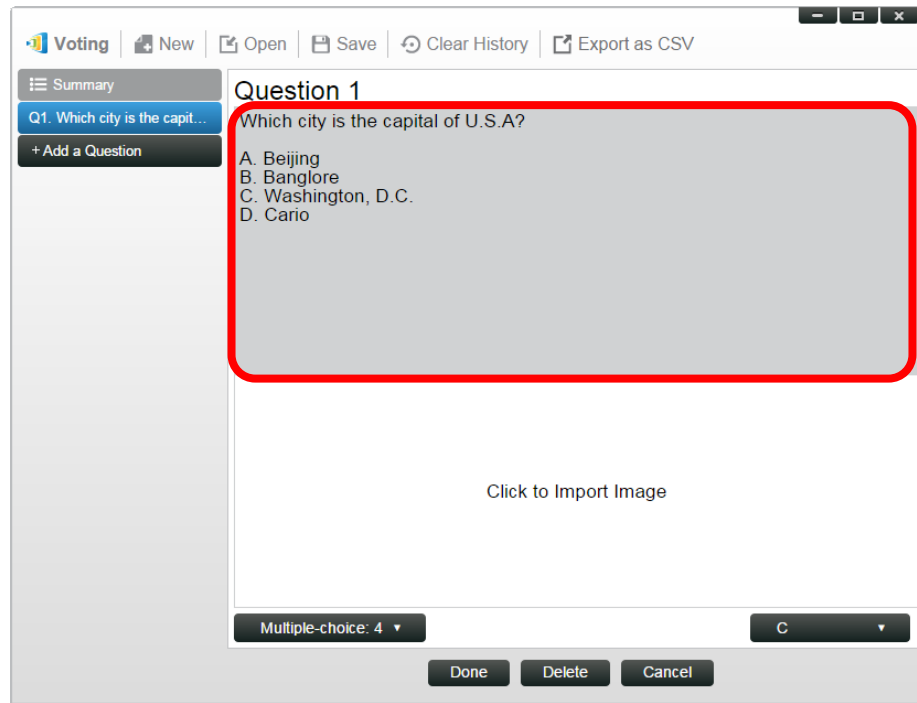 Voting New Open Save Clear History Export as CSV
Summary
Q1. Which city is the capit...
+ Add a Question
Question 1
Which city is the capital of U.S.A?
A. Beijing
B. Banglore
C. Washington, D.C.
D. Cario
Click to Import Image
Multiple-choice: 4
C
Done Delete Cancel